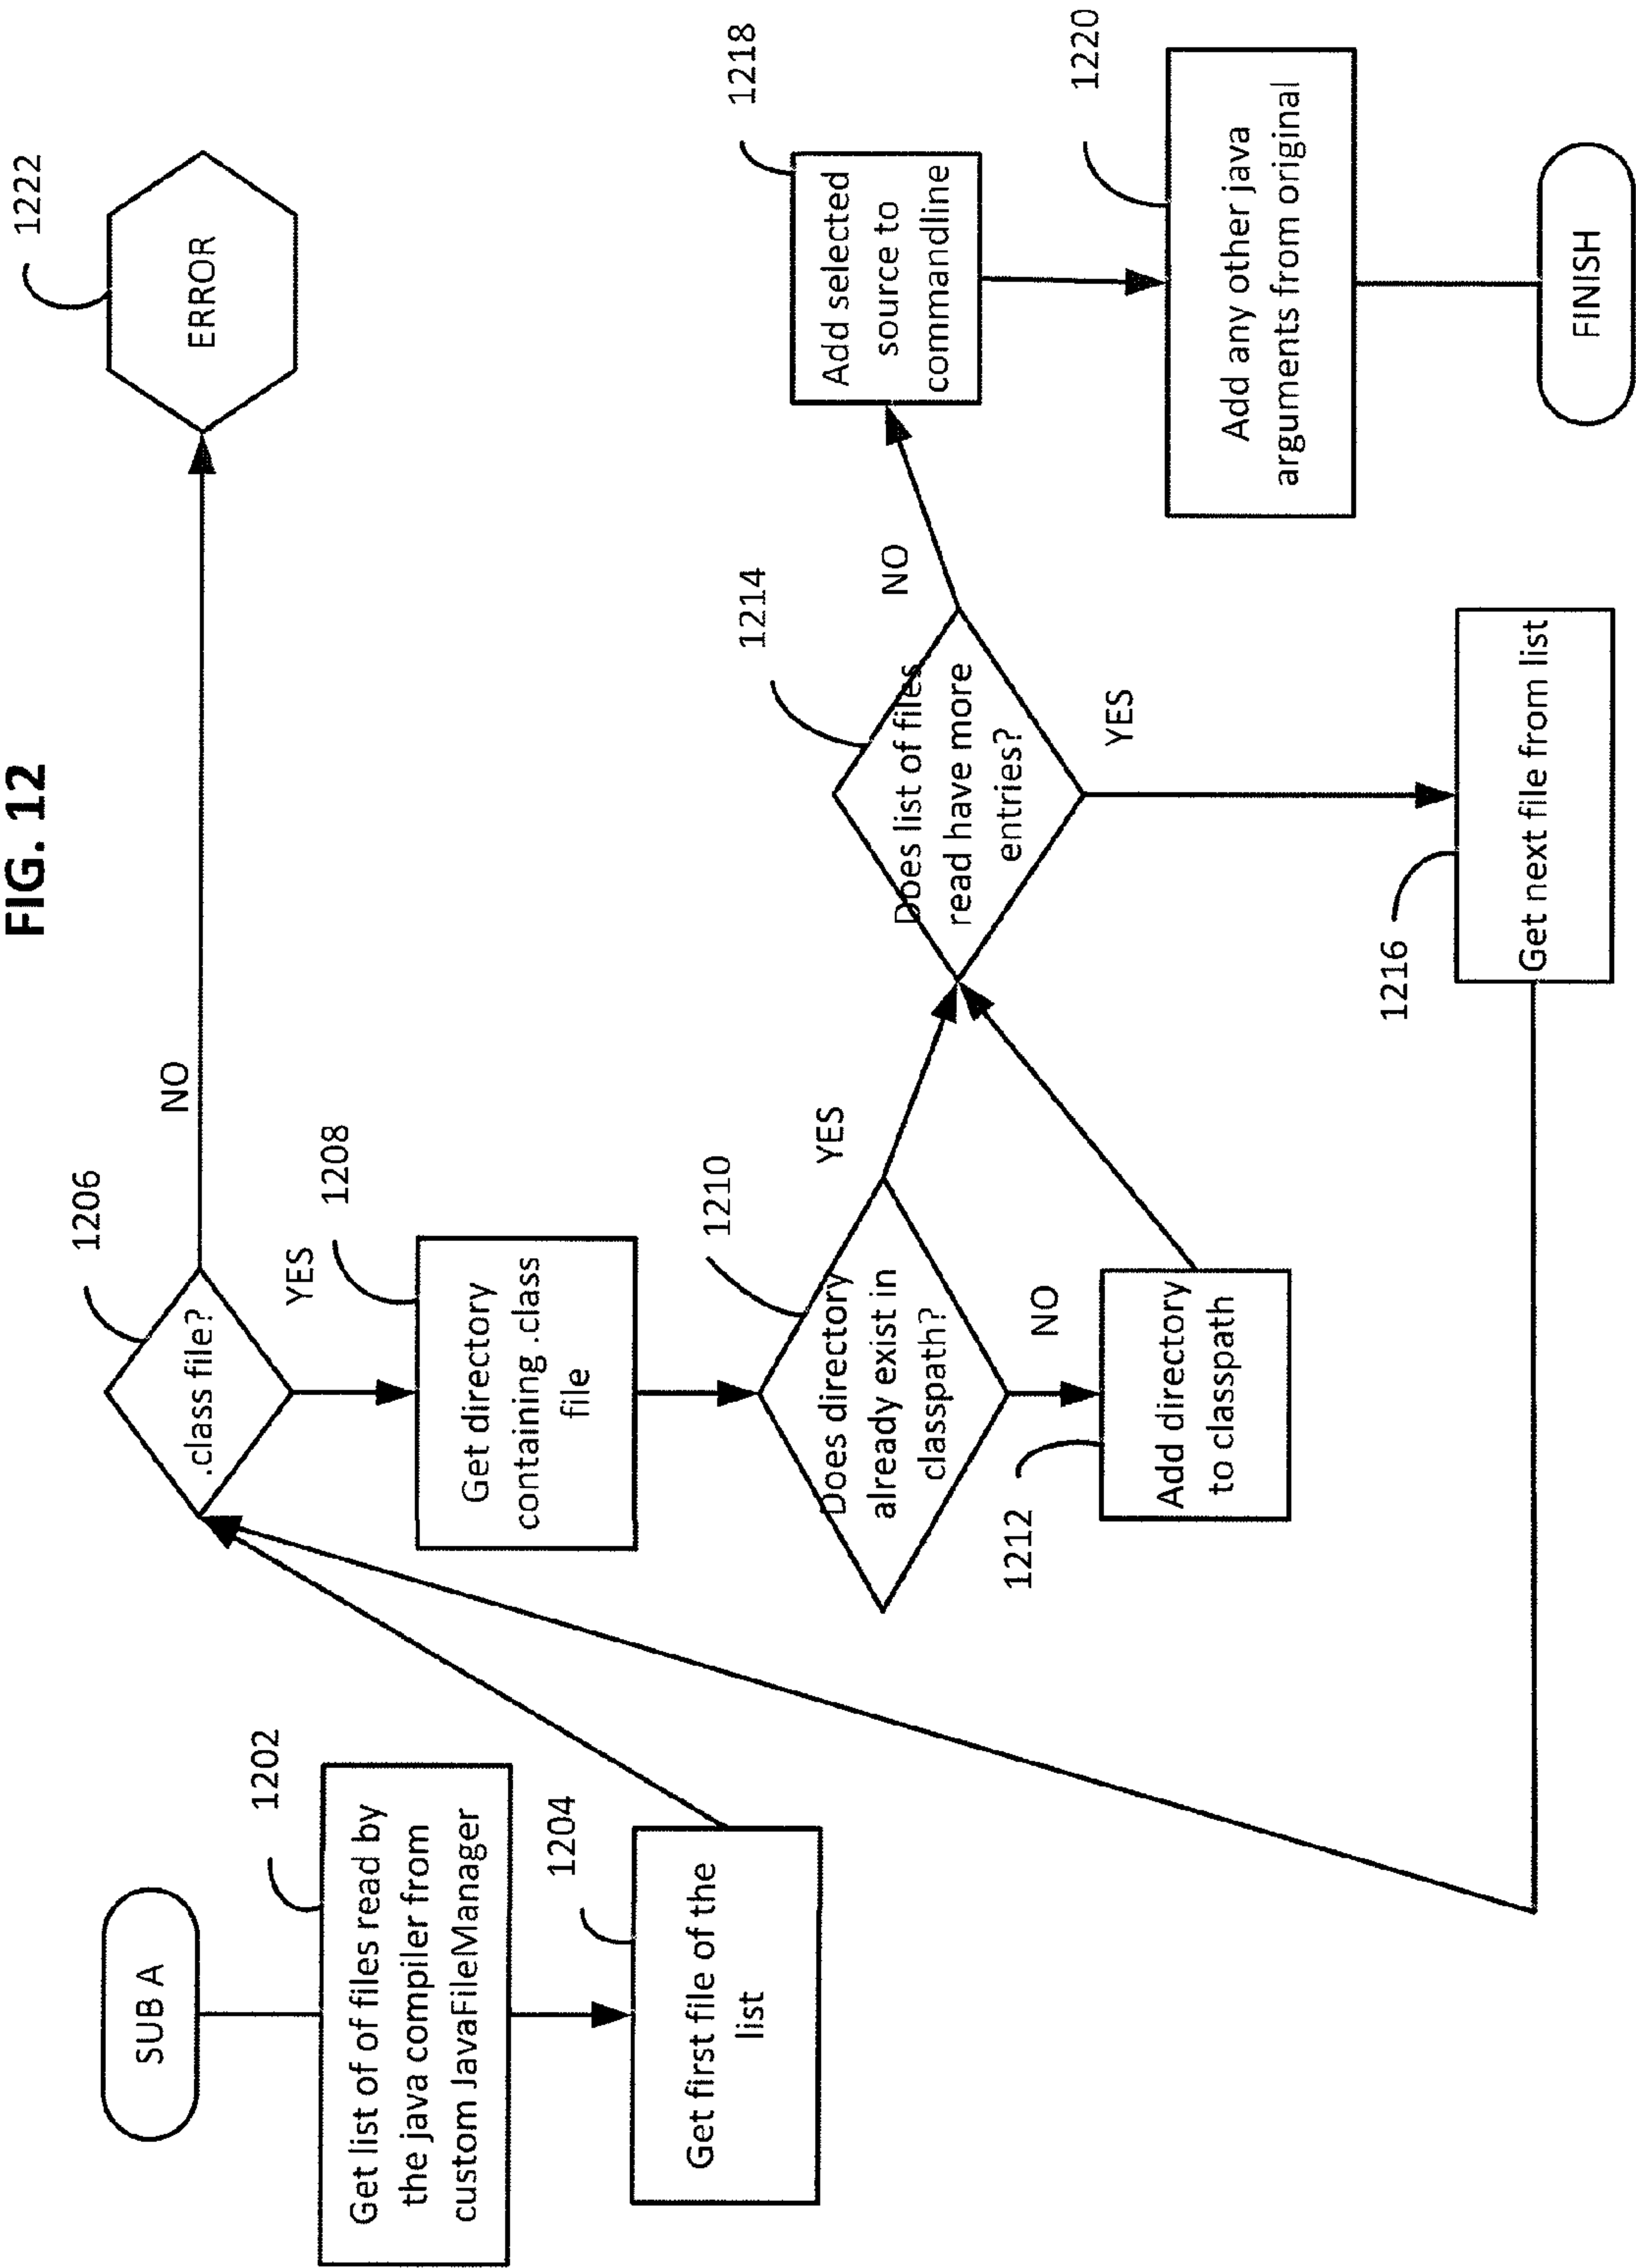 FIG. 12
SUB A
1202
Get list of of files read by
the java compiler from
custom JavaFileManager
1204
Get first file of the
list
1206
.class file?
NO
YES
1222
ERROR
1208
Get directory
containing .class
file
1210
Does directory
already exist in
classpath?
YES
NO
1212
Add directory
to classpath
1214
Does list of files
read have more
entries?
NO
YES
1216
Get next file from list
1218
Add selected
source to
commandline
1220
Add any other java
arguments from original
FINISH